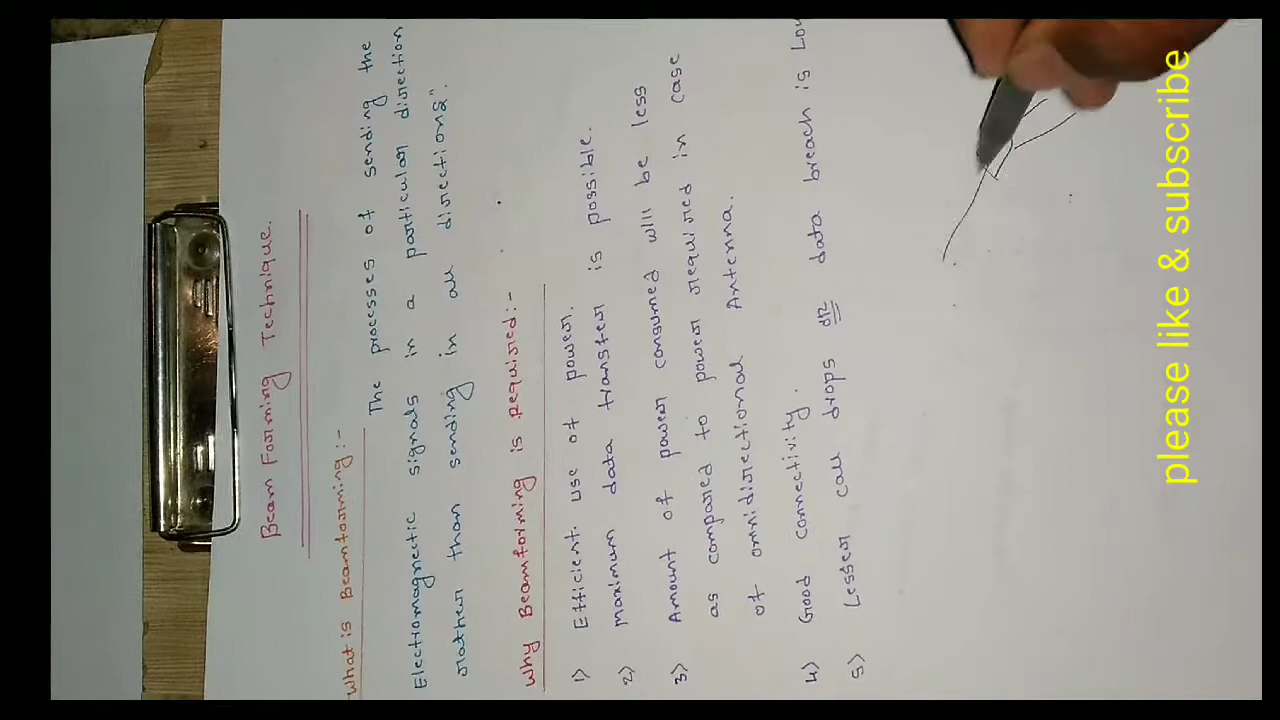 Beam Forming Technique.
What is Beamforming:-
The processes of sending the
Electromagnetic signals in a particular direction
rather than sending in all directions".
Why Beamforming is Required:-
1) Efficient use of power.
2) maximum data transfer is possible.
3) Amount of power consumed will be less
as compared to power required in case
of omnidirectional Antenna.
4) Good connectivity.
5) Lesser call drops or data breach is Low
please like & subscribe